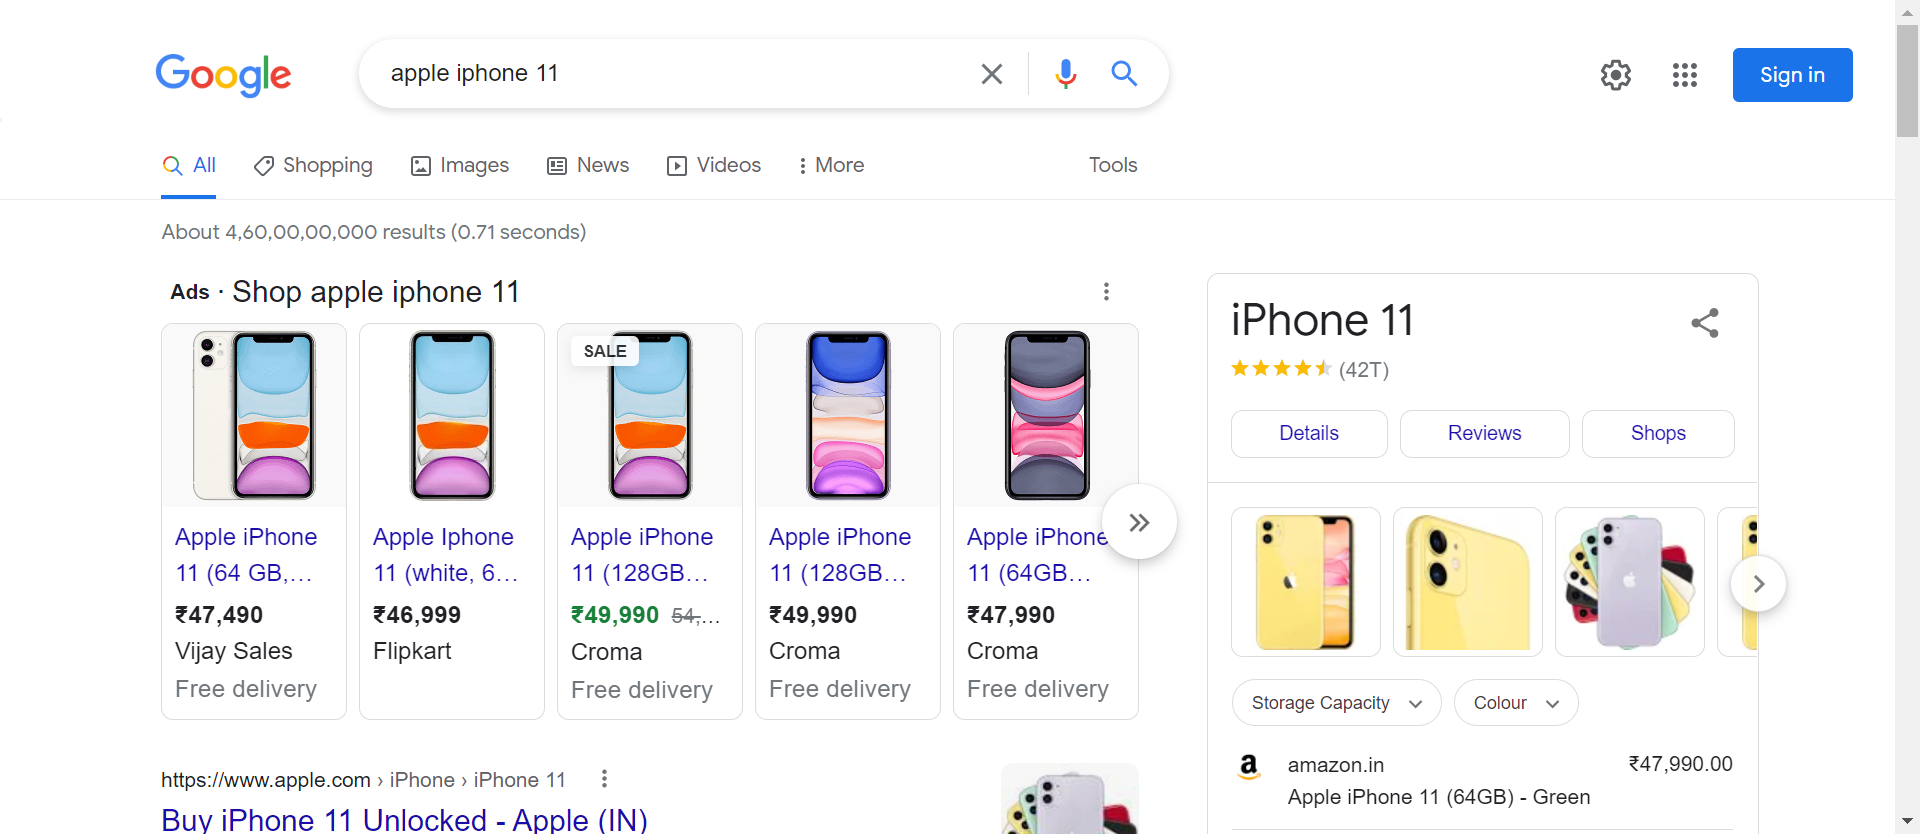 Google
apple iphone 11
Sign in
All
Shopping
Images
News
Videos
More
Tools
About 4,60,00,00,000 results (0.71 seconds)
Ads · Shop apple iphone 11
SALE
Apple iPhone
11 (64 GB,...
₹47,490
Vijay Sales
Free delivery
Apple Iphone
11 (white, 6...
₹46,999
Flipkart
Apple iPhone
11 (128GB...
₹49,990 54,...
Croma
Free delivery
Apple iPhone
11 (128GB...
₹49,990
Croma
Free delivery
Apple iPhone
11 (64GB...
₹47,990
Croma
Free delivery
https://www.apple.com › iPhone › iPhone 11
Buy iPhone 11 Unlocked - Apple (IN)
iPhone 11
(42T)
Details
Reviews
Shops
Storage Capacity
Colour
a
amazon.in
₹47,990.00
Apple iPhone 11 (64GB) - Green